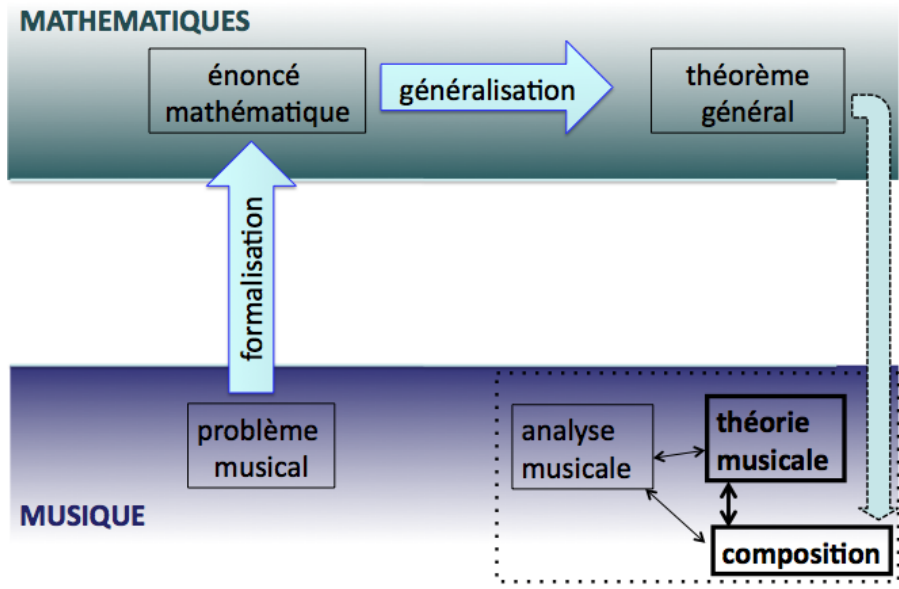 MATHEMATIQUES
énoncé
mathématique
généralisation
théorème
général
formalisation
problème
musical
analyse
musicale
théorie
musicale
MUSIQUE
composition